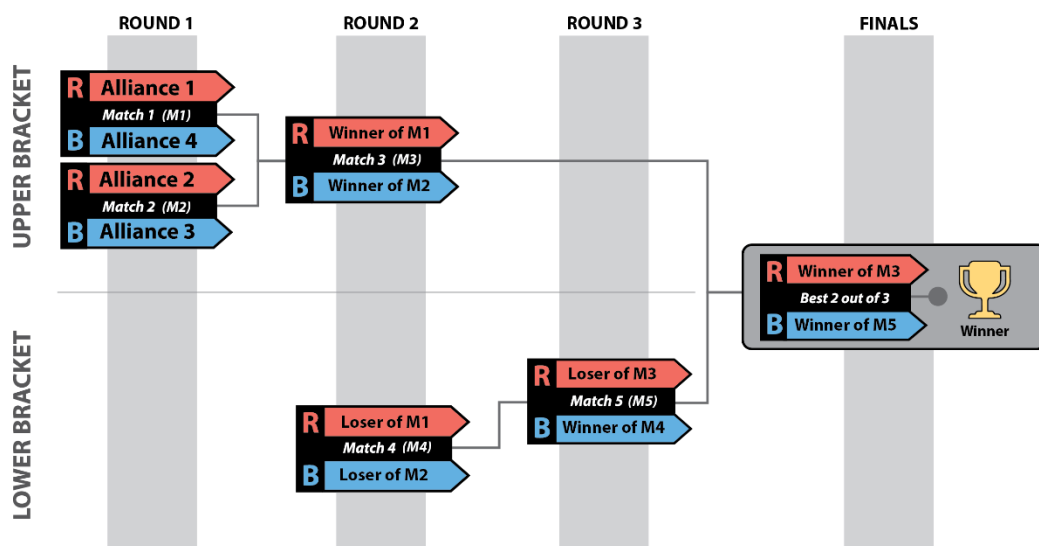 ROUND 1
ROUND 2
ROUND 3
FINALS
UPPER BRACKET
R Alliance 1
Match 1 (M1)
B Alliance 4
R Alliance 2
Match 2 (M2)
B Alliance 3
R Winner of M1
Match 3 (M3)
B Winner of M2
R Winner of M3
Best 2 out of 3
B Winner of M5
Winner
LOWER BRACKET
R Loser of M1
Match 4 (M4)
B Loser of M2
R Loser of M3
Match 5 (M5)
B Winner of M4